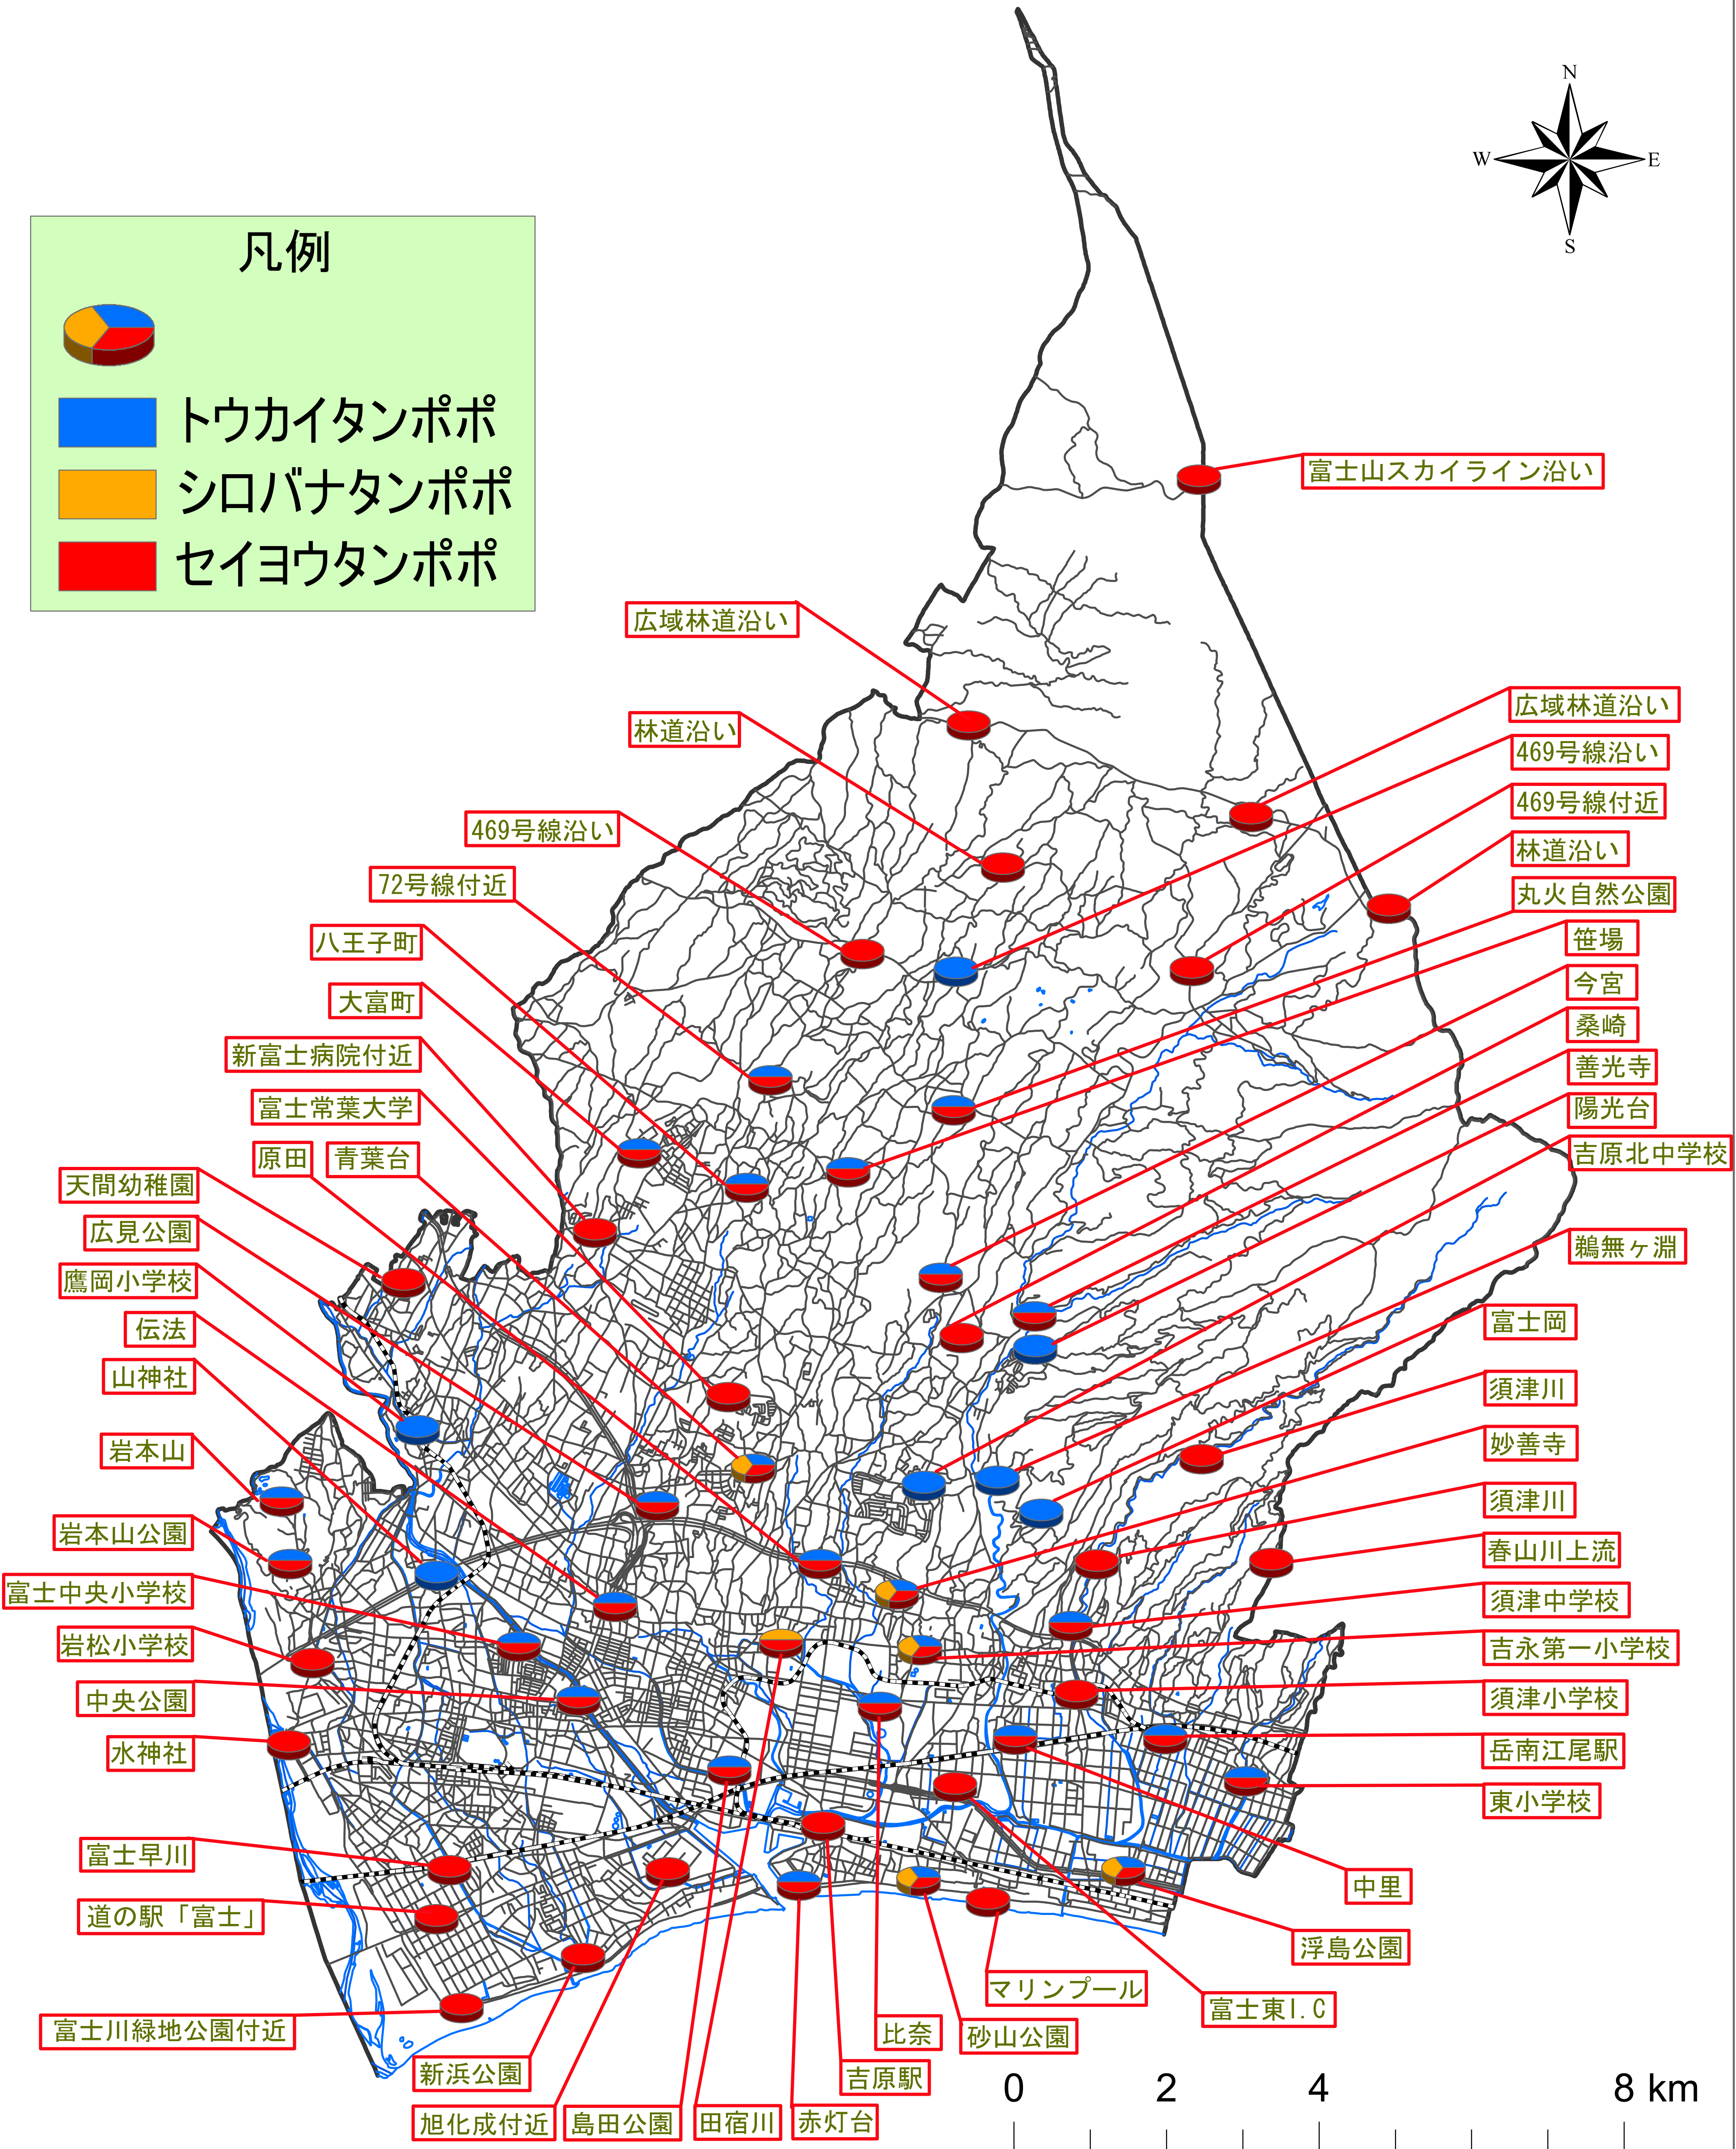 N
W
E
S
凡例
トウカイタンポポ
シロバナタンポポ
セイヨウタンポポ
富士山スカイライン沿い
広域林道沿い
林道沿い
469号線沿い
72号線付近
八王子町
大富町
新富士病院付近
富士常葉大学
原田
青葉台
天間幼稚園
広見公園
鷹岡小学校
伝法
山神社
岩本山
岩本山公園
富士中央小学校
岩松小学校
中央公園
水神社
富士早川
道の駅「富士」
富士川緑地公園付近
広域林道沿い
469号線沿い
469号線付近
林道沿い
丸火自然公園
笹場
今宮
桑崎
善光寺
陽光台
吉原北中学校
鵜無ヶ淵
富士岡
須津川
妙善寺
須津川
春山川上流
須津中学校
吉永第一小学校
須津小学校
岳南江尾駅
東小学校
中里
浮島公園
富士東I.C
マリンプール
砂山公園
比奈
吉原駅
赤灯台
田宿川
島田公園
旭化成付近
新浜公園
0 2 4 8 km